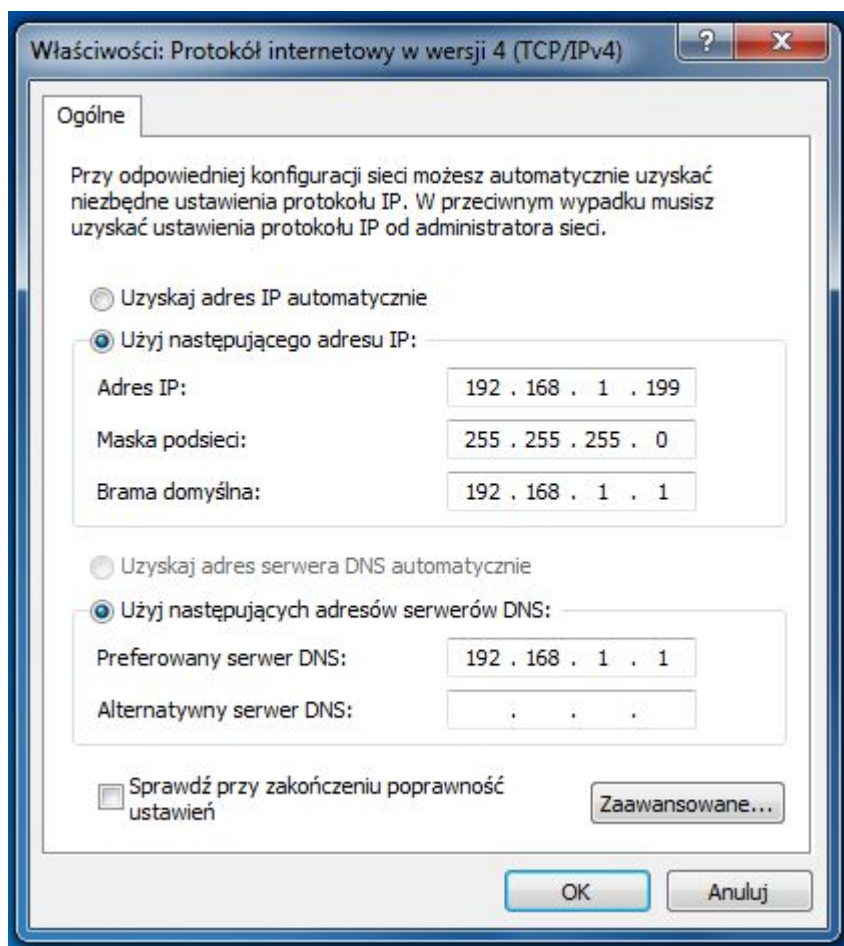 Właściwości: Protokół internetowy w wersji 4 (TCP/IPv4)
?
Ogólne
Przy odpowiedniej konfiguracji sieci możesz automatycznie uzyskać
niezbędne ustawienia protokołu IP. W przeciwnym wypadku musisz
uzyskać ustawienia protokołu IP od administratora sieci.
Uzyskaj adres IP automatycznie
Użyj następującego adresu IP:
Adres IP: 192 . 168 . 1 . 199
Maska podsieci: 255 . 255 . 255 . 0
Brama domyślna: 192 . 168 . 1 . 1
Uzyskaj adres serwera DNS automatycznie
Użyj następujących adresów serwerów DNS:
Preferowany serwer DNS: 192 . 168 . 1 . 1
Alternatywny serwer DNS: . . .
Sprawdź przy zakończeniu poprawność
ustawień
Zaawansowane...
OK Anuluj